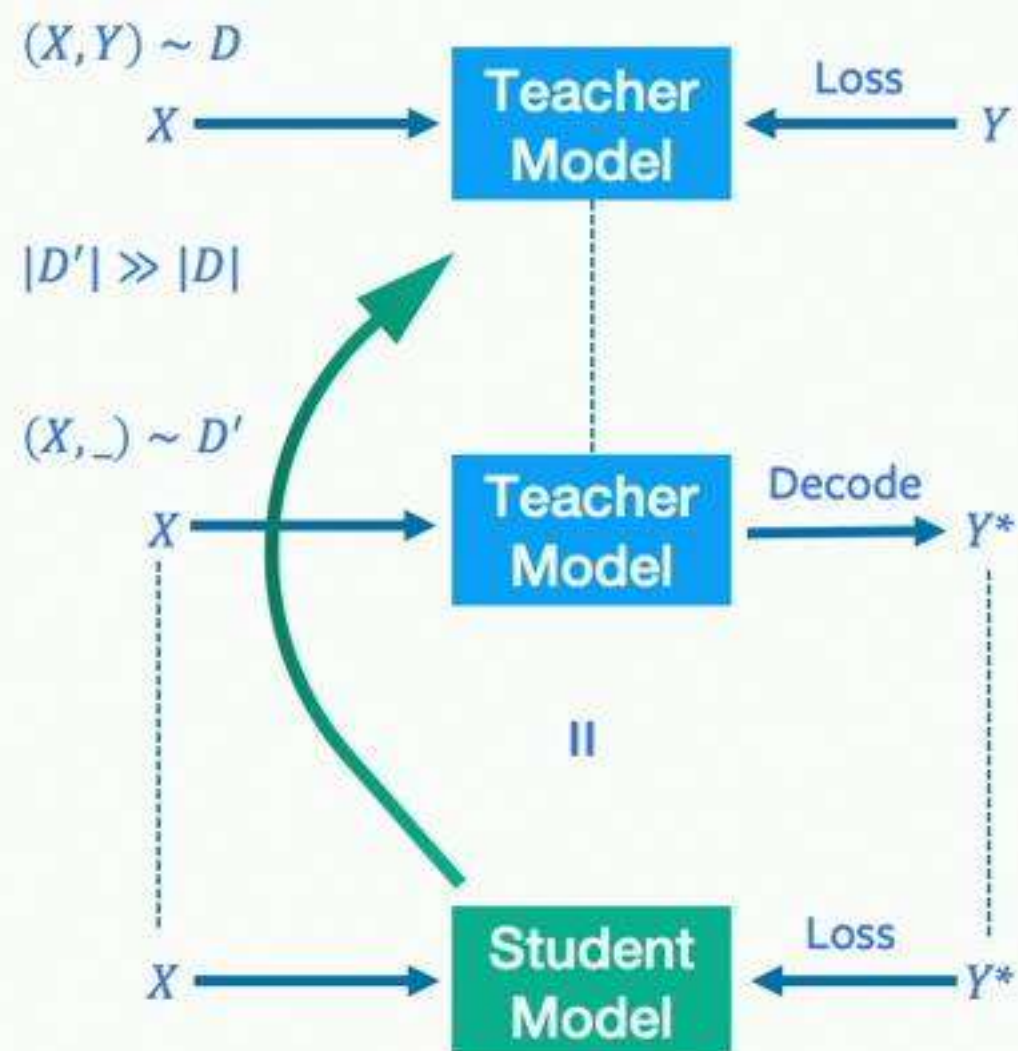 (X,Y) ~ D
X
Teacher
Model
Loss
Y
|D'| ≫ |D|
(X,_) ~ D'
X
Teacher
Model
Decode
Y*
=
X
Student
Model
Loss
Y*